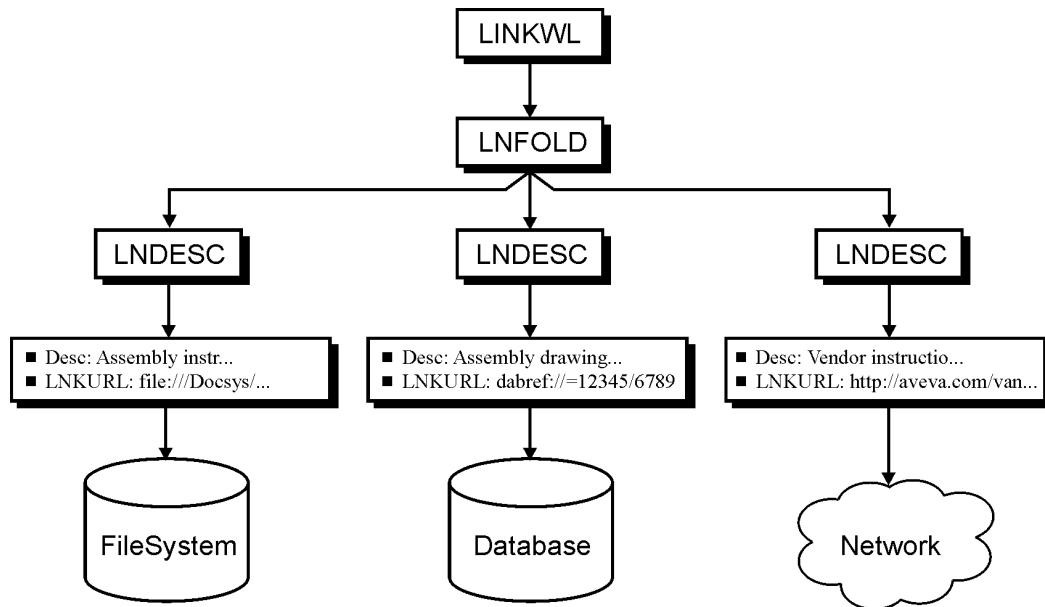 LINKWL
LNFOLD
LNDESC
LNDESC
LNDESC
■ Desc: Assembly instr...
■ LNKURL: file:///Docsys/...
■ Desc: Assembly drawing...
■ LNKURL: dabref://=12345/6789
■ Desc: Vendor instructio...
■ LNKURL: http://aveva.com/van...
FileSystem
Database
Network